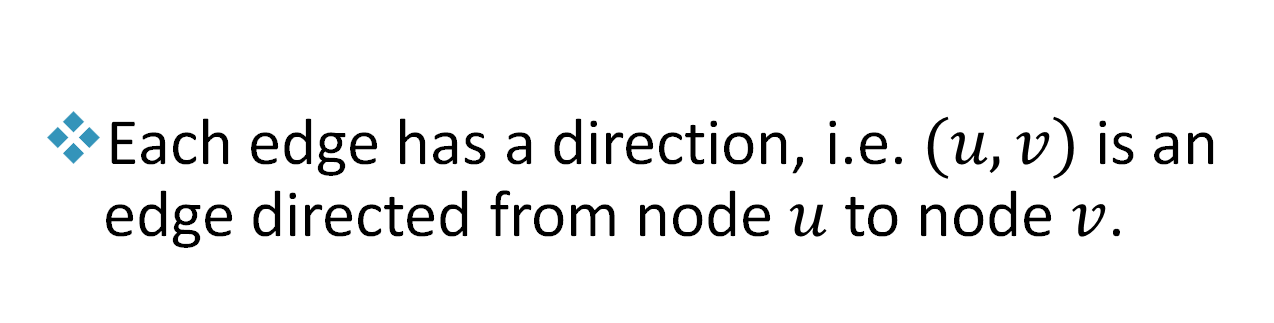 ❖Each edge has a direction, i.e. (𝑢, 𝑣) is an
edge directed from node 𝑢 to node 𝑣.